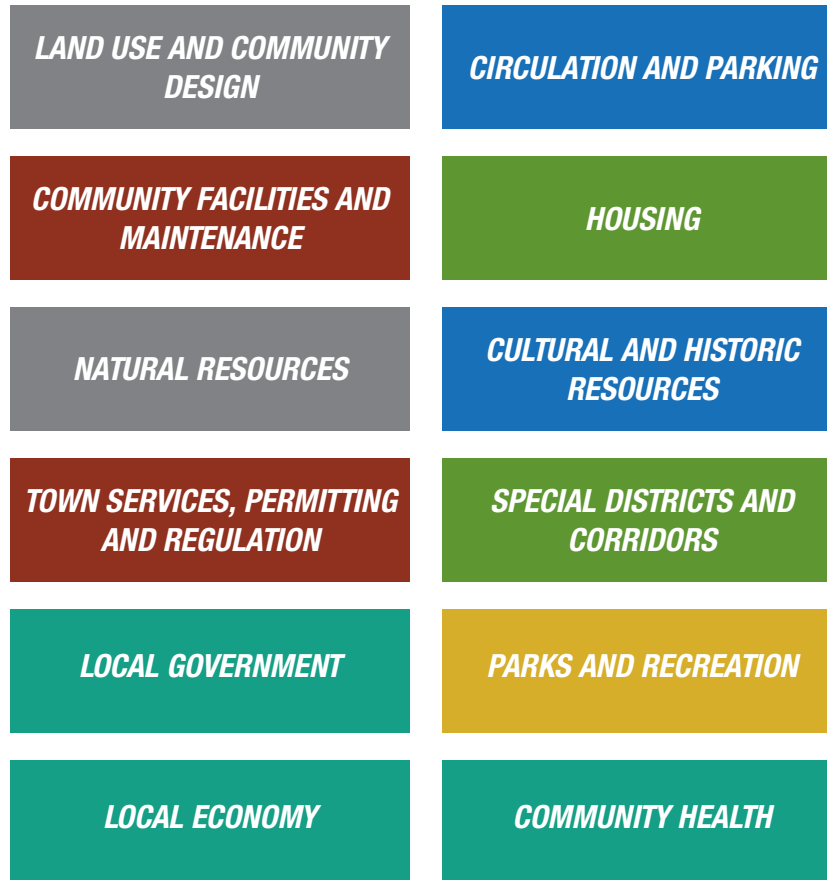 LAND USE AND COMMUNITY
DESIGN
CIRCULATION AND PARKING
COMMUNITY FACILITIES AND
MAINTENANCE
HOUSING
NATURAL RESOURCES
CULTURAL AND HISTORIC
RESOURCES
TOWN SERVICES, PERMITTING
AND REGULATION
SPECIAL DISTRICTS AND
CORRIDORS
LOCAL GOVERNMENT
PARKS AND RECREATION
LOCAL ECONOMY
COMMUNITY HEALTH